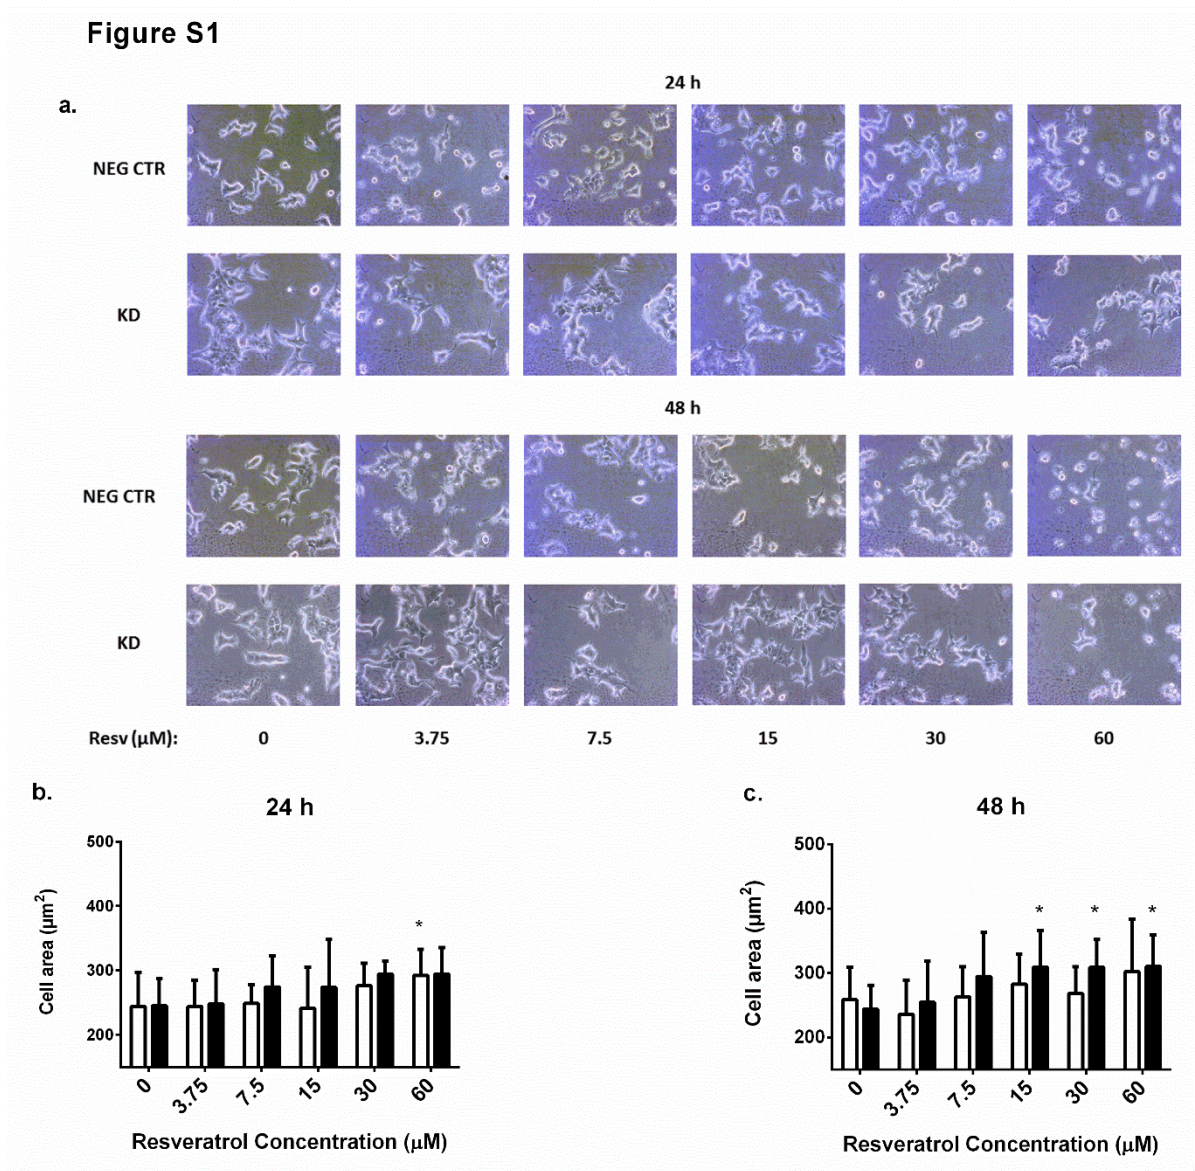 Figure S1
24 h
a.
NEG CTR
KD
48 h
NEG CTR
KD
Resv (µM): 0 3.75 7.5 15 30 60
b.
24 h
500
400
300
200
Cell area (µm²)
*
0 3.75 7.5 15 30 60
Resveratrol Concentration (µM)
c.
48 h
500
400
300
200
Cell area (µm²)
* * *
0 3.75 7.5 15 30 60
Resveratrol Concentration (µM)